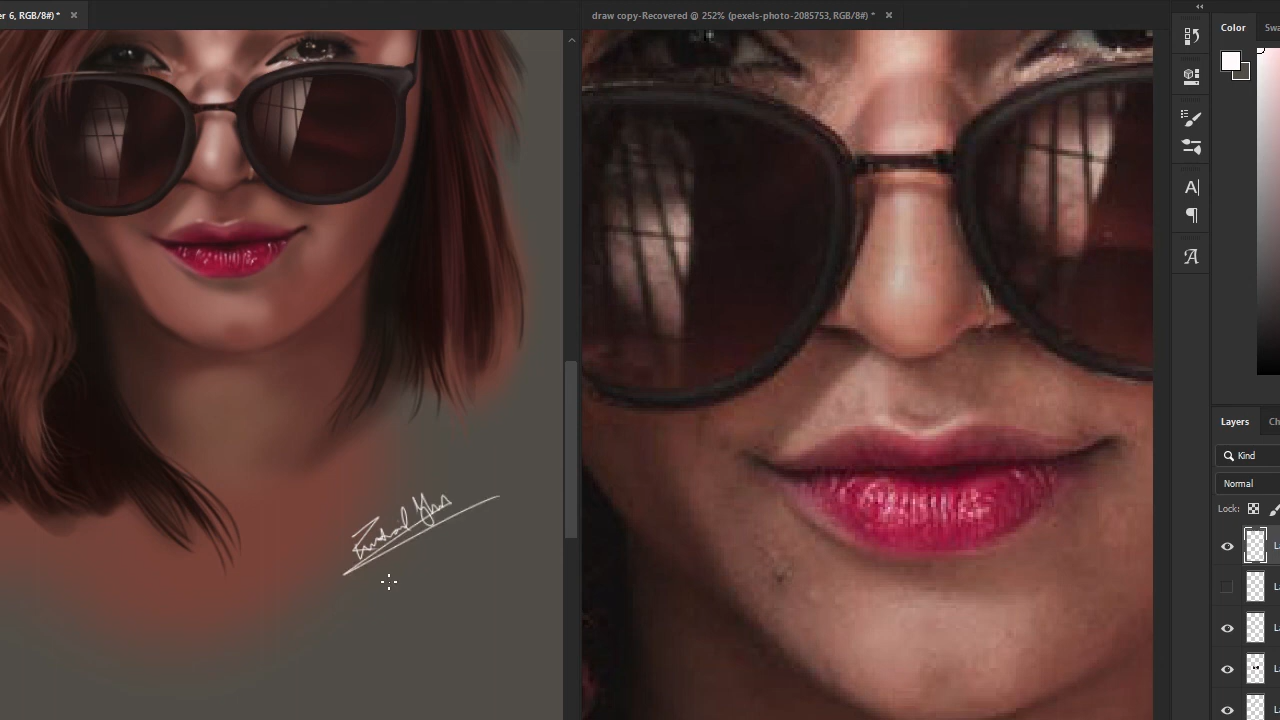 er 6, RGB/8#) * ×
draw copy-Recovered @ 252% (pexels-photo-2085753, RGB/8#) * ×
Color
Swa
A|
¶
A
Layers
Ch
Kind
Normal
Lock: